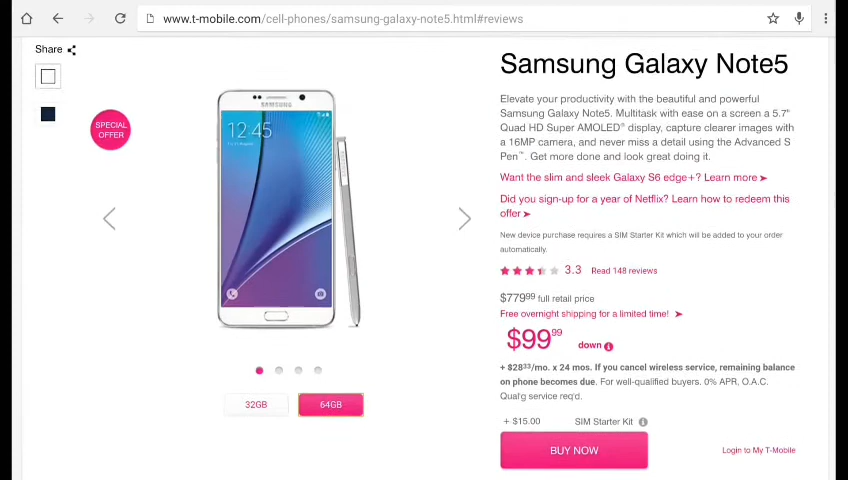 www.t-mobile.com/cell-phones/samsung-galaxy-note5.html#reviews
Share
SPECIAL
OFFER
SAMSUNG
12:45
Samsung Galaxy Note5
Elevate your productivity with the beautiful and powerful
Samsung Galaxy Note5. Multitask with ease on a screen a 5.7"
Quad HD Super AMOLED® display, capture clearer images with
a 16MP camera, and never miss a detail using the Advanced S
Pen™. Get more done and look great doing it.
Want the slim and sleek Galaxy S6 edge+? Learn more ➤
Did you sign-up for a year of Netflix? Learn how to redeem this
offer ➤
New device purchase requires a SIM Starter Kit which will be added to your order
automatically.
3.3 Read 148 reviews
$779⁹⁹ full retail price
Free overnight shipping for a limited time! ➤
$99⁹⁹ down
+ $28³³/mo. x 24 mos. If you cancel wireless service, remaining balance
on phone becomes due. For well-qualified buyers. 0% APR, O.A.C.
Qual'g service req'd.
+ $15.00 SIM Starter Kit
32GB
64GB
BUY NOW
Login to My T-Mobile